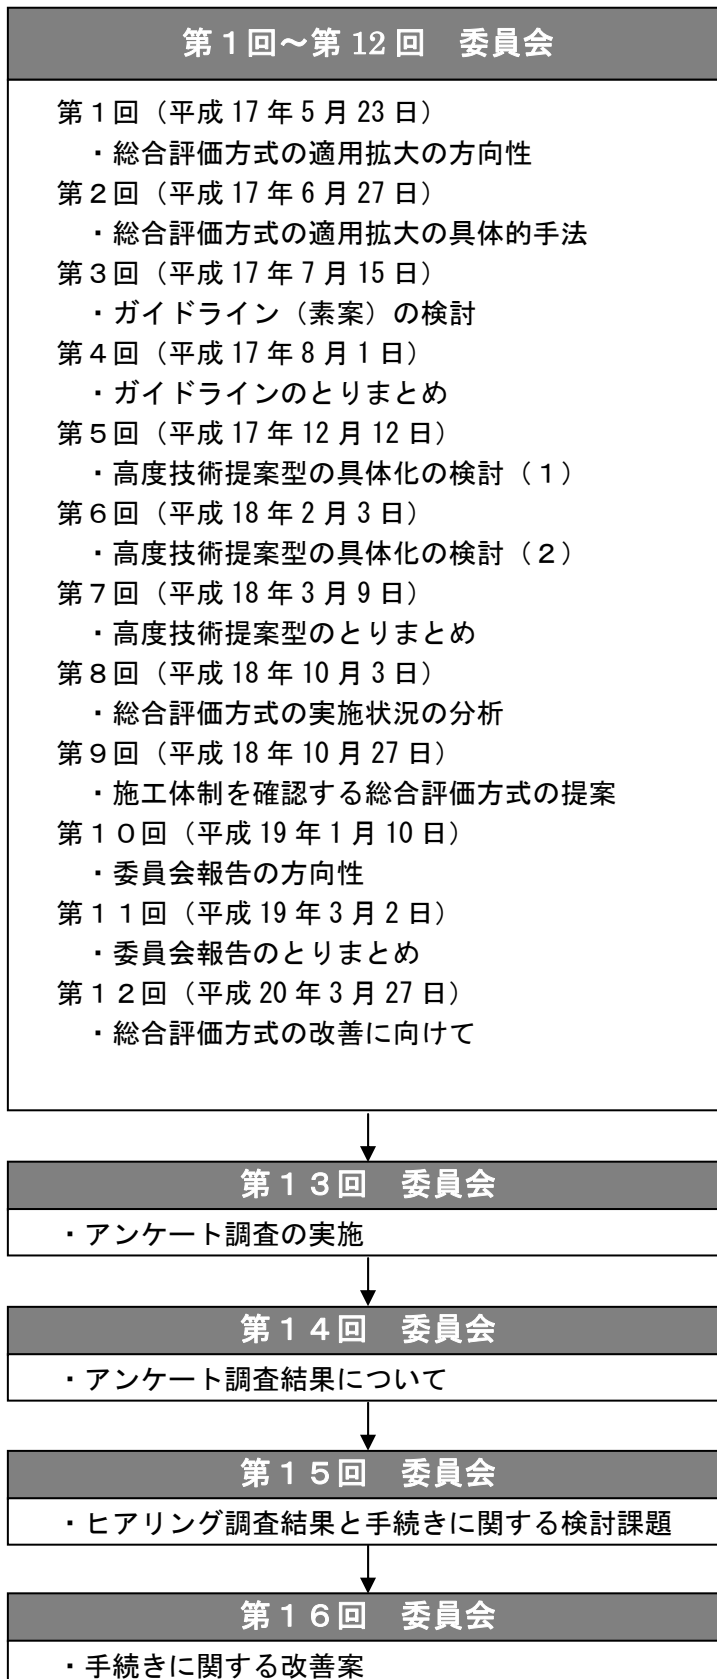 第１回～第 12 回　委員会
第１回（平成 17 年 5 月 23 日）
・総合評価方式の適用拡大の方向性
第２回（平成 17 年 6 月 27 日）
・総合評価方式の適用拡大の具体的手法
第３回（平成 17 年 7 月 15 日）
・ガイドライン（素案）の検討
第４回（平成 17 年 8 月 1 日）
・ガイドラインのとりまとめ
第５回（平成 17 年 12 月 12 日）
・高度技術提案型の具体化の検討（１）
第６回（平成 18 年 2 月 3 日）
・高度技術提案型の具体化の検討（２）
第７回（平成 18 年 3 月 9 日）
・高度技術提案型のとりまとめ
第８回（平成 18 年 10 月 3 日）
・総合評価方式の実施状況の分析
第９回（平成 18 年 10 月 27 日）
・施工体制を確認する総合評価方式の提案
第１０回（平成 19 年 1 月 10 日）
・委員会報告の方向性
第１１回（平成 19 年 3 月 2 日）
・委員会報告のとりまとめ
第１２回（平成 20 年 3 月 27 日）
・総合評価方式の改善に向けて
第１３回　委員会
・アンケート調査の実施
第１４回　委員会
・アンケート調査結果について
第１５回　委員会
・ヒアリング調査結果と手続きに関する検討課題
第１６回　委員会
・手続きに関する改善案